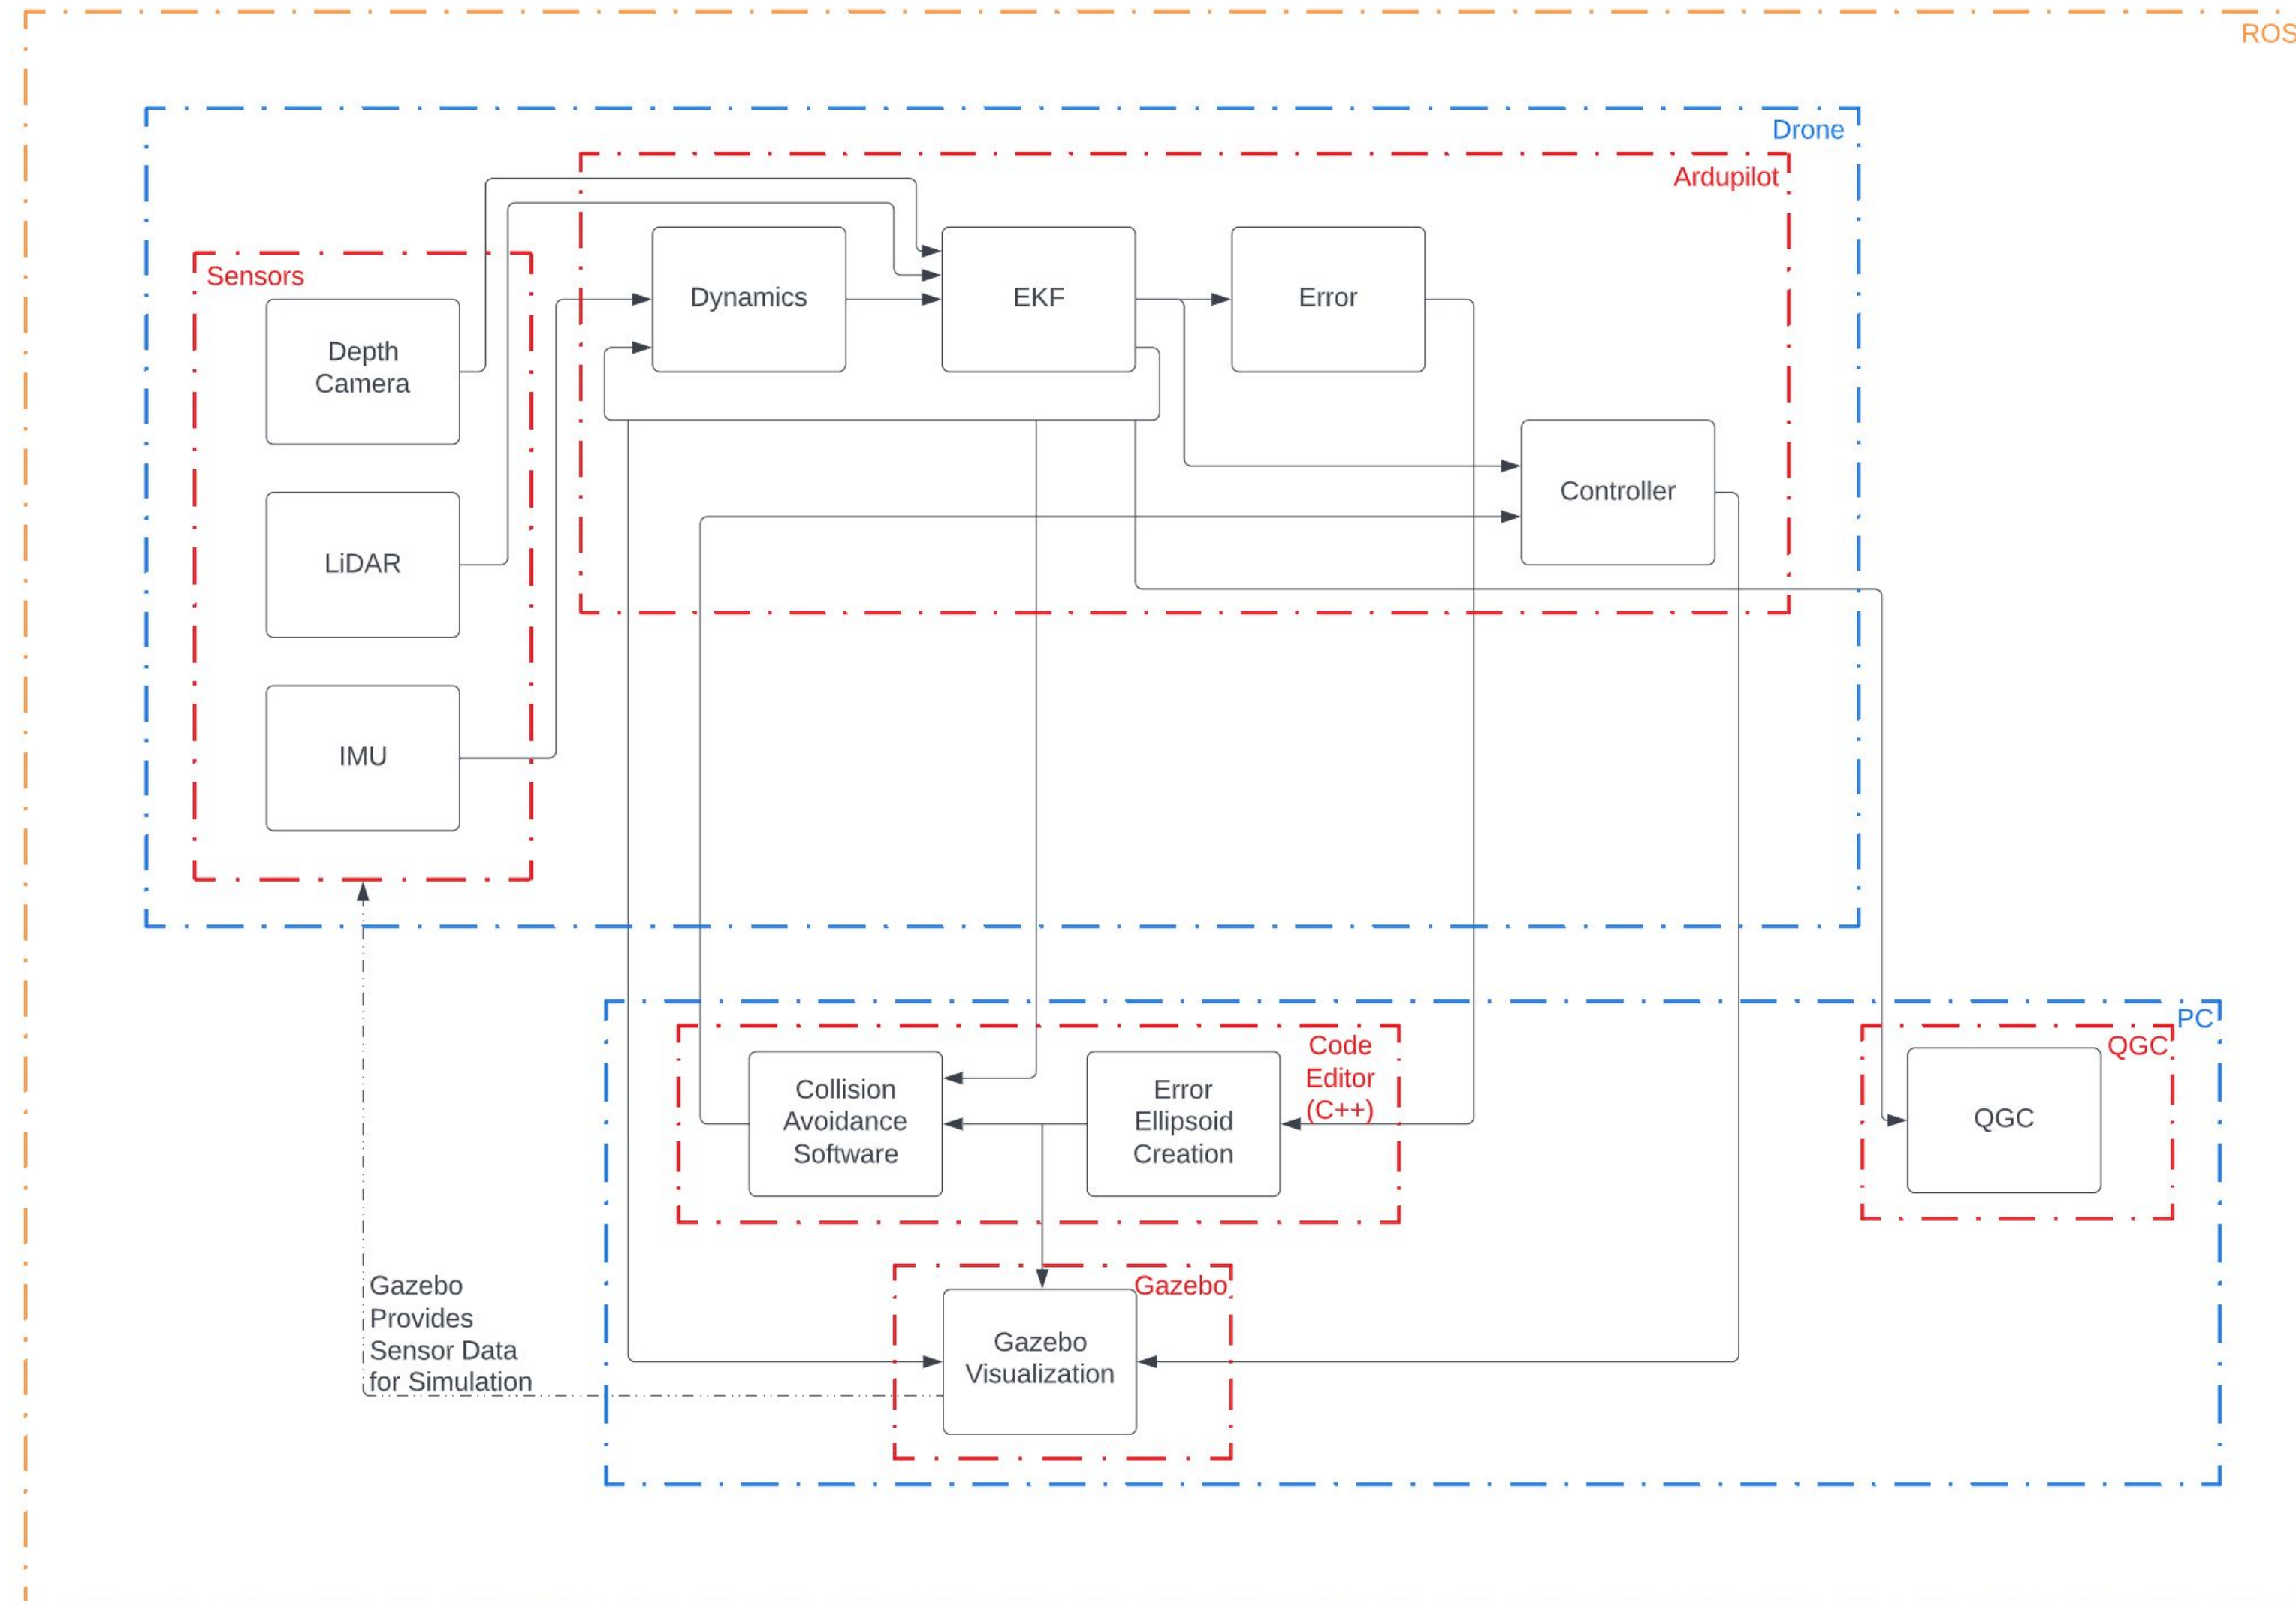 ROS
Drone
Ardupilot
Sensors
Dynamics
EKF
Error
Depth
Camera
Controller
LiDAR
IMU
PC
Code
Editor
(C++)
QGC
Collision
Avoidance
Software
Error
Ellipsoid
Creation
QGC
Gazebo
Gazebo
Provides
Sensor Data
for Simulation
Gazebo
Visualization